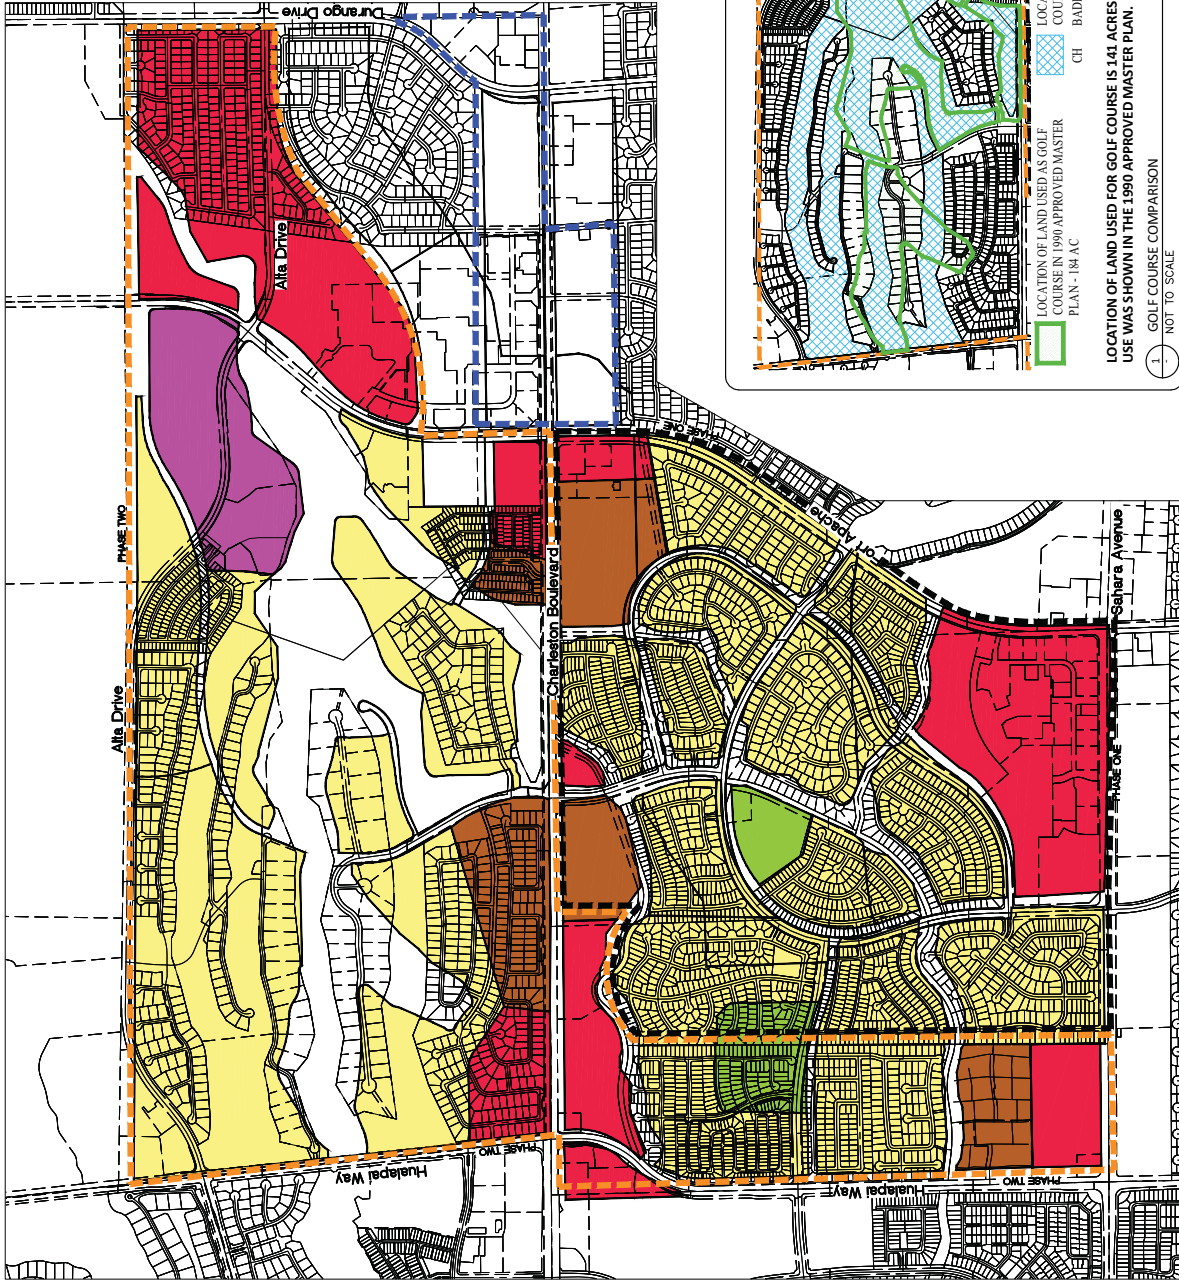 Durango Drive
Alta Drive
PHASE TWO
Alta Drive
Charleston Boulevard
PHASE ONE
Fort Apache
Sahara Avenue
PHASE ONE
Hualapai Way
PHASE TWO
Hualapai Way
PHASE TWO
LOCATION OF LAND USED AS GOLF
COURSE IN 1990 APPROVED MASTER
PLAN - 184 AC
CH
LOCATION OF LAND USED FOR GOLF COURSE IS 141 ACRES
USE WAS SHOWN IN THE 1990 APPROVED MASTER PLAN.
1
GOLF COURSE COMPARISON
NOT TO SCALE